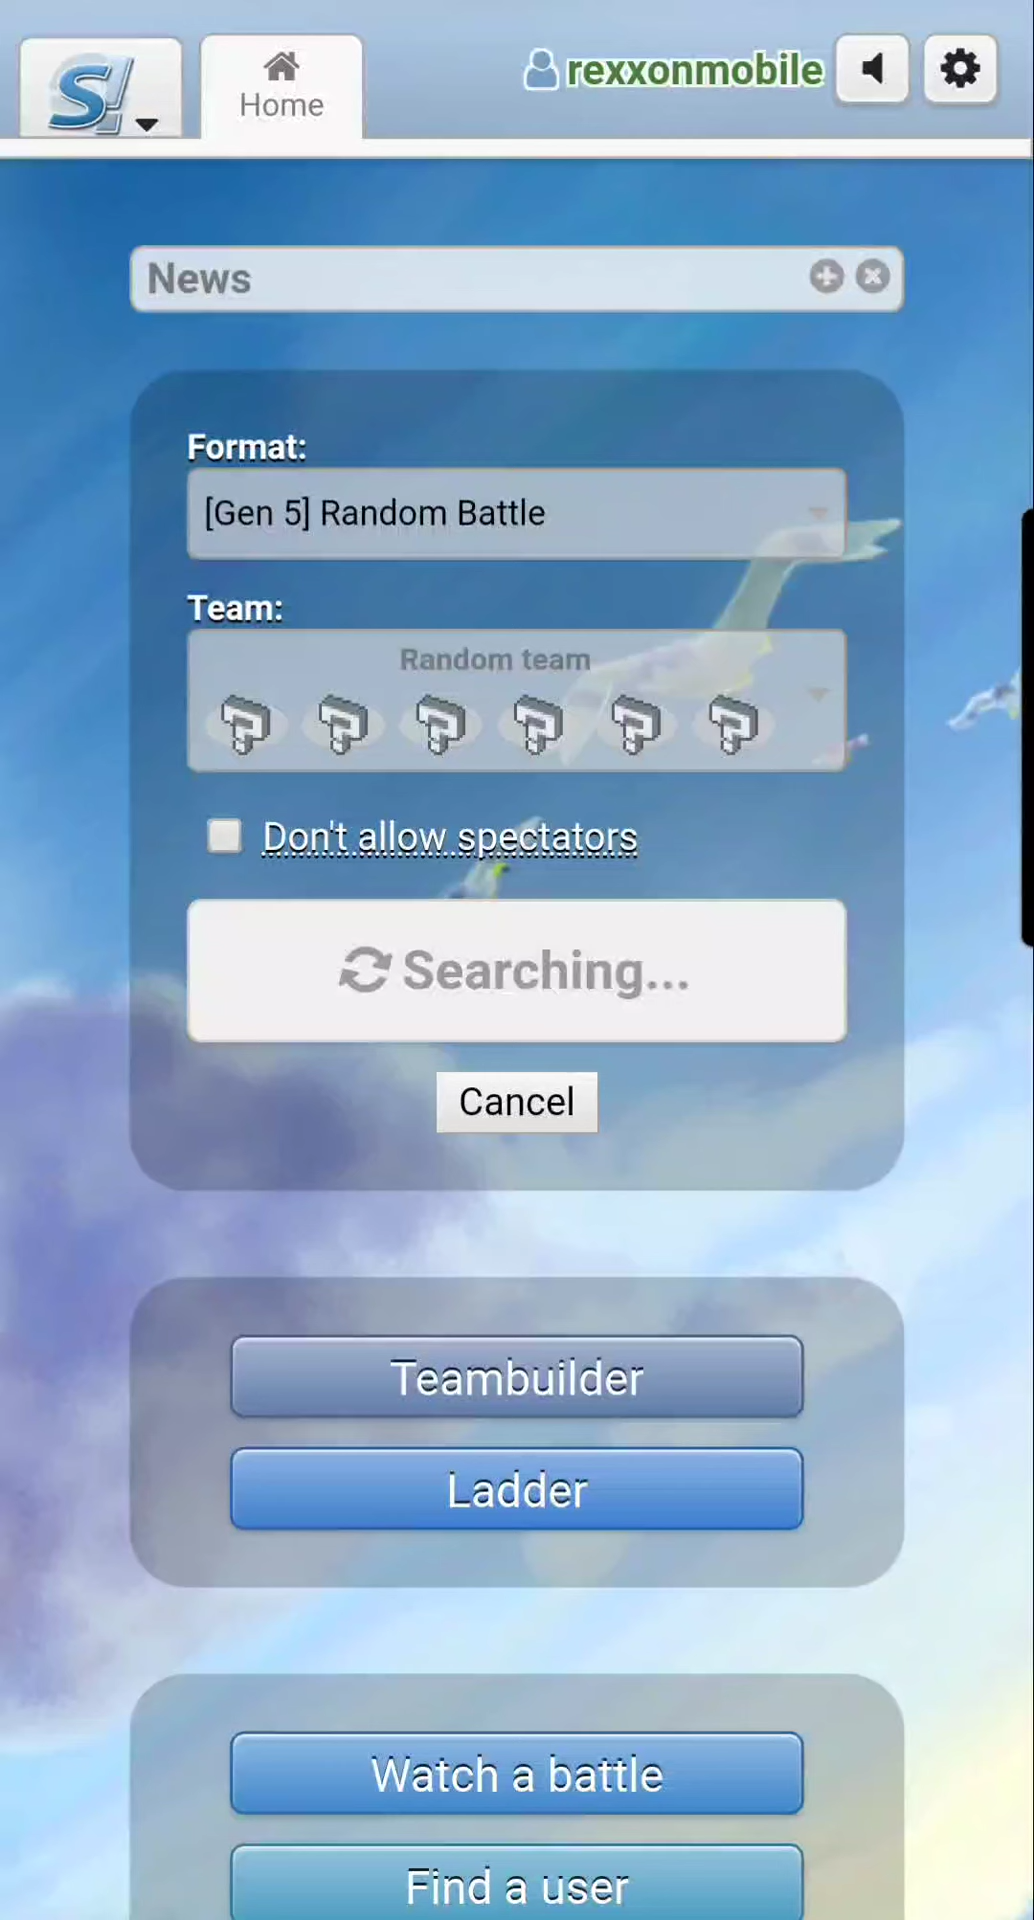 S!
Home
rexxonmobile
News
Format:
[Gen 5] Random Battle
Team:
Random team
? ? ? ? ? ?
Don't allow spectators
Searching...
Cancel
Teambuilder
Ladder
Watch a battle
Find a user